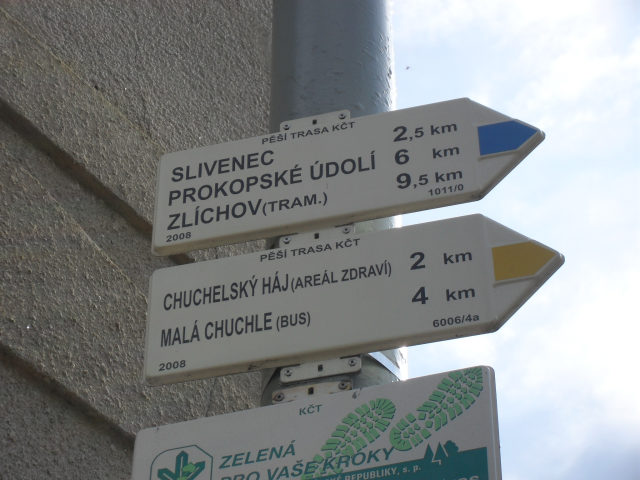 PĚŠÍ TRASA KČT
SLIVENEC 2,5 km
PROKOPSKÉ ÚDOLÍ 6 km
ZLÍCHOV (TRAM.) 9,5 km
2008 1011/0
PĚŠÍ TRASA KČT
CHUCHELSKÝ HÁJ (AREÁL ZDRAVÍ) 2 km
MALÁ CHUCHLE (BUS) 4 km
2008 6006/4a
KČT
ZELENÁ
PRO VAŠE KROKY
REPUBLIKY, s. p.